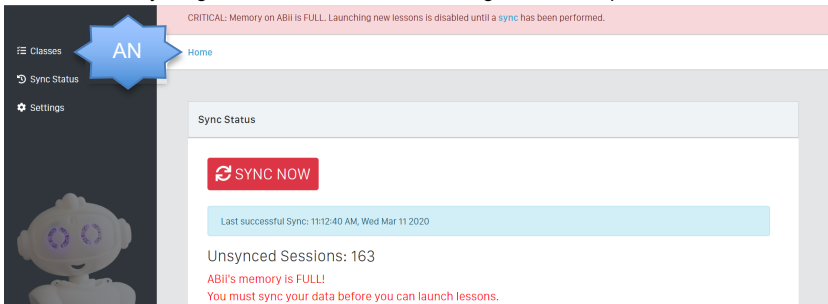 CRITICAL: Memory on ABii is FULL. Launching new lessons is disabled until a sync has been performed.
Classes
AN
Home
Sync Status
Settings
Sync Status
SYNC NOW
Last successful Sync: 11:12:40 AM, Wed Mar 11 2020
Unsynced Sessions: 163
ABii's memory is FULL!
You must sync your data before you can launch lessons.